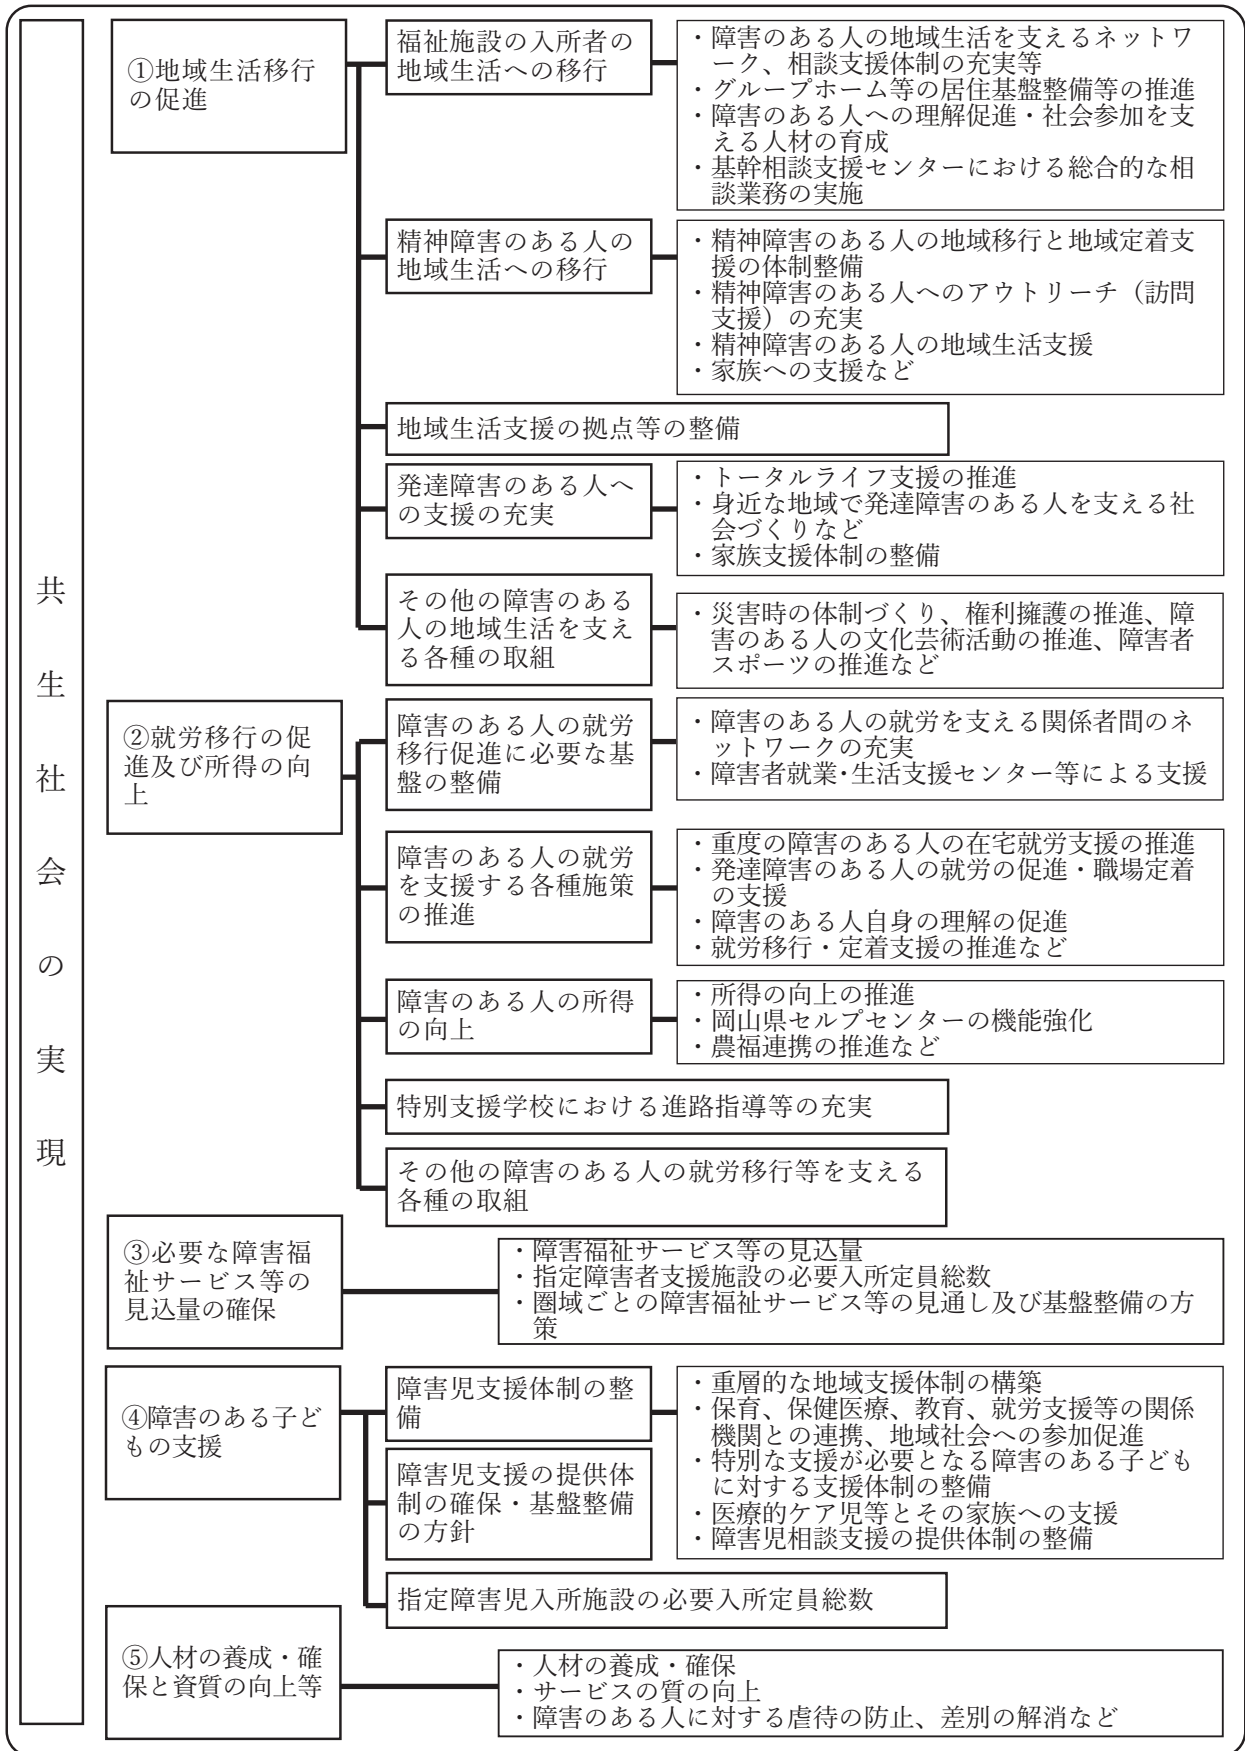 共生社会の実現
①地域生活移行
の促進
福祉施設の入所者の
地域生活への移行
・障害のある人の地域生活を支えるネットワ
ーク、相談支援体制の充実等
・グループホーム等の居住基盤整備等の推進
・障害のある人への理解促進・社会参加を支
える人材の育成
・基幹相談支援センターにおける総合的な相
談業務の実施
精神障害のある人の
地域生活への移行
・精神障害のある人の地域移行と地域定着支
援の体制整備
・精神障害のある人へのアウトリーチ（訪問
支援）の充実
・精神障害のある人の地域生活支援
・家族への支援など
地域生活支援の拠点等の整備
発達障害のある人へ
の支援の充実
・トータルライフ支援の推進
・身近な地域で発達障害のある人を支える社
会づくりなど
・家族支援体制の整備
その他の障害のある
人の地域生活を支え
る各種の取組
・災害時の体制づくり、権利擁護の推進、障
害のある人の文化芸術活動の推進、障害者
スポーツの推進など
②就労移行の促
進及び所得の向
上
障害のある人の就労
移行促進に必要な基
盤の整備
・障害のある人の就労を支える関係者間のネ
ットワークの充実
・障害者就業･生活支援センター等による支援
障害のある人の就労
を支援する各種施策
の推進
・重度の障害のある人の在宅就労支援の推進
・発達障害のある人の就労の促進・職場定着
の支援
・障害のある人自身の理解の促進
・就労移行・定着支援の推進など
障害のある人の所得
の向上
・所得の向上の推進
・岡山県セルプセンターの機能強化
・農福連携の推進など
特別支援学校における進路指導等の充実
その他の障害のある人の就労移行等を支える
各種の取組
③必要な障害福
祉サービス等の
見込量の確保
・障害福祉サービス等の見込量
・指定障害者支援施設の必要入所定員総数
・圏域ごとの障害福祉サービス等の見通し及び基盤整備の方
策
④障害のある子ど
もの支援
障害児支援体制の整
備
障害児支援の提供体
制の確保・基盤整備
の方針
・重層的な地域支援体制の構築
・保育、保健医療、教育、就労支援等の関係
機関との連携、地域社会への参加促進
・特別な支援が必要となる障害のある子ども
に対する支援体制の整備
・医療的ケア児等とその家族への支援
・障害児相談支援の提供体制の整備
指定障害児入所施設の必要入所定員総数
⑤人材の養成・確
保と資質の向上等
・人材の養成・確保
・サービスの質の向上
・障害のある人に対する虐待の防止、差別の解消など